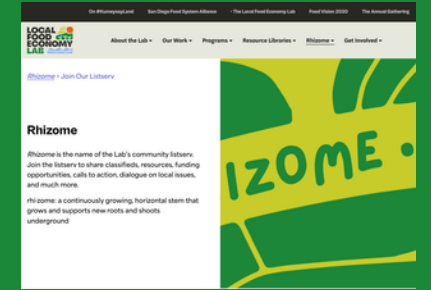 On #KumeyaayLand San Diego Food System Alliance • The Local Food Economy Lab Food Vision 2030 The Annual Gathering
LOCAL
FOOD
ECONOMY
LAB
About the Lab Our Work Programs Resource Libraries Rhizome Get Involved
Rhizome • Join Our Listserv
Rhizome
Rhizome is the name of the Lab's community listserv.
Join the listserv to share classifieds, resources, funding
opportunities, calls to action, dialogue on local issues,
and much more.
rhi·zome: a continuously growing, horizontal stem that
grows and supports new roots and shoots
underground
IZOME •